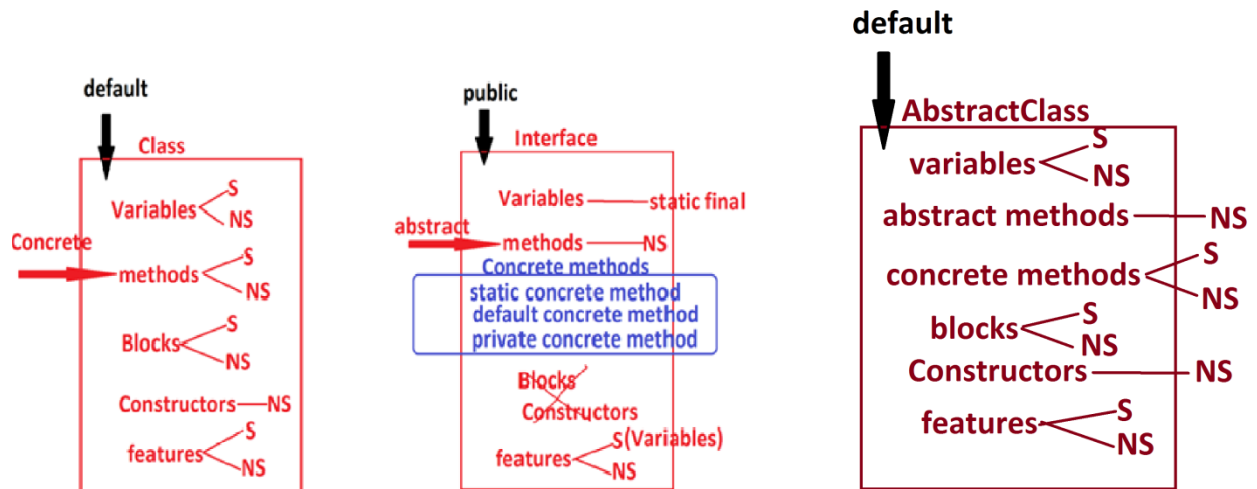 default
Class
Variables
S
NS
Concrete
methods
S
NS
Blocks
S
NS
Constructors
NS
features
S
NS
public
Interface
Variables
static final
abstract
methods
NS
Concrete methods
static concrete method
default concrete method
private concrete method
Blocks
Constructors
features
S(Variables)
NS
default
AbstractClass
variables
S
NS
abstract methods
NS
concrete methods
S
NS
blocks
S
NS
Constructors
NS
features
S
NS